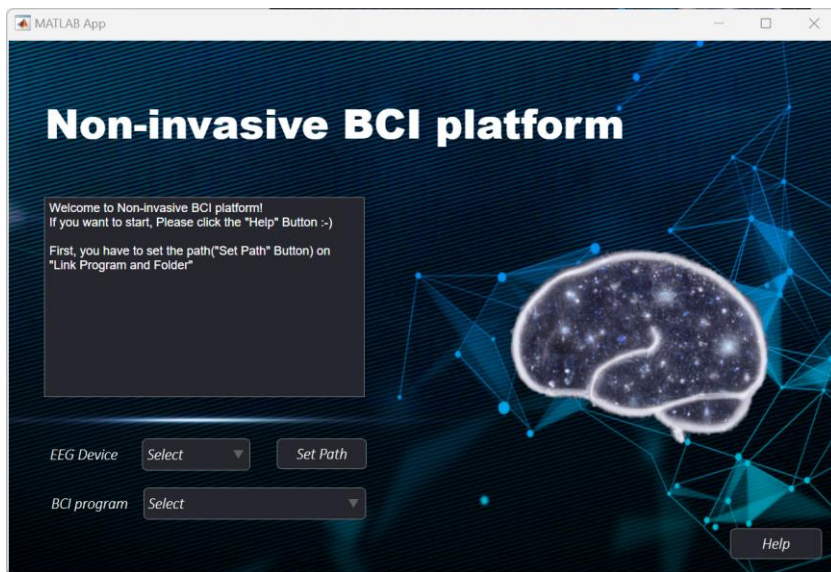 MATLAB App
Non-invasive BCI platform
Welcome to Non-invasive BCI platform!
If you want to start, Please click the "Help" Button :-)
First, you have to set the path("Set Path" Button) on
"Link Program and Folder"
EEG Device Select Set Path
BCI program Select
Help